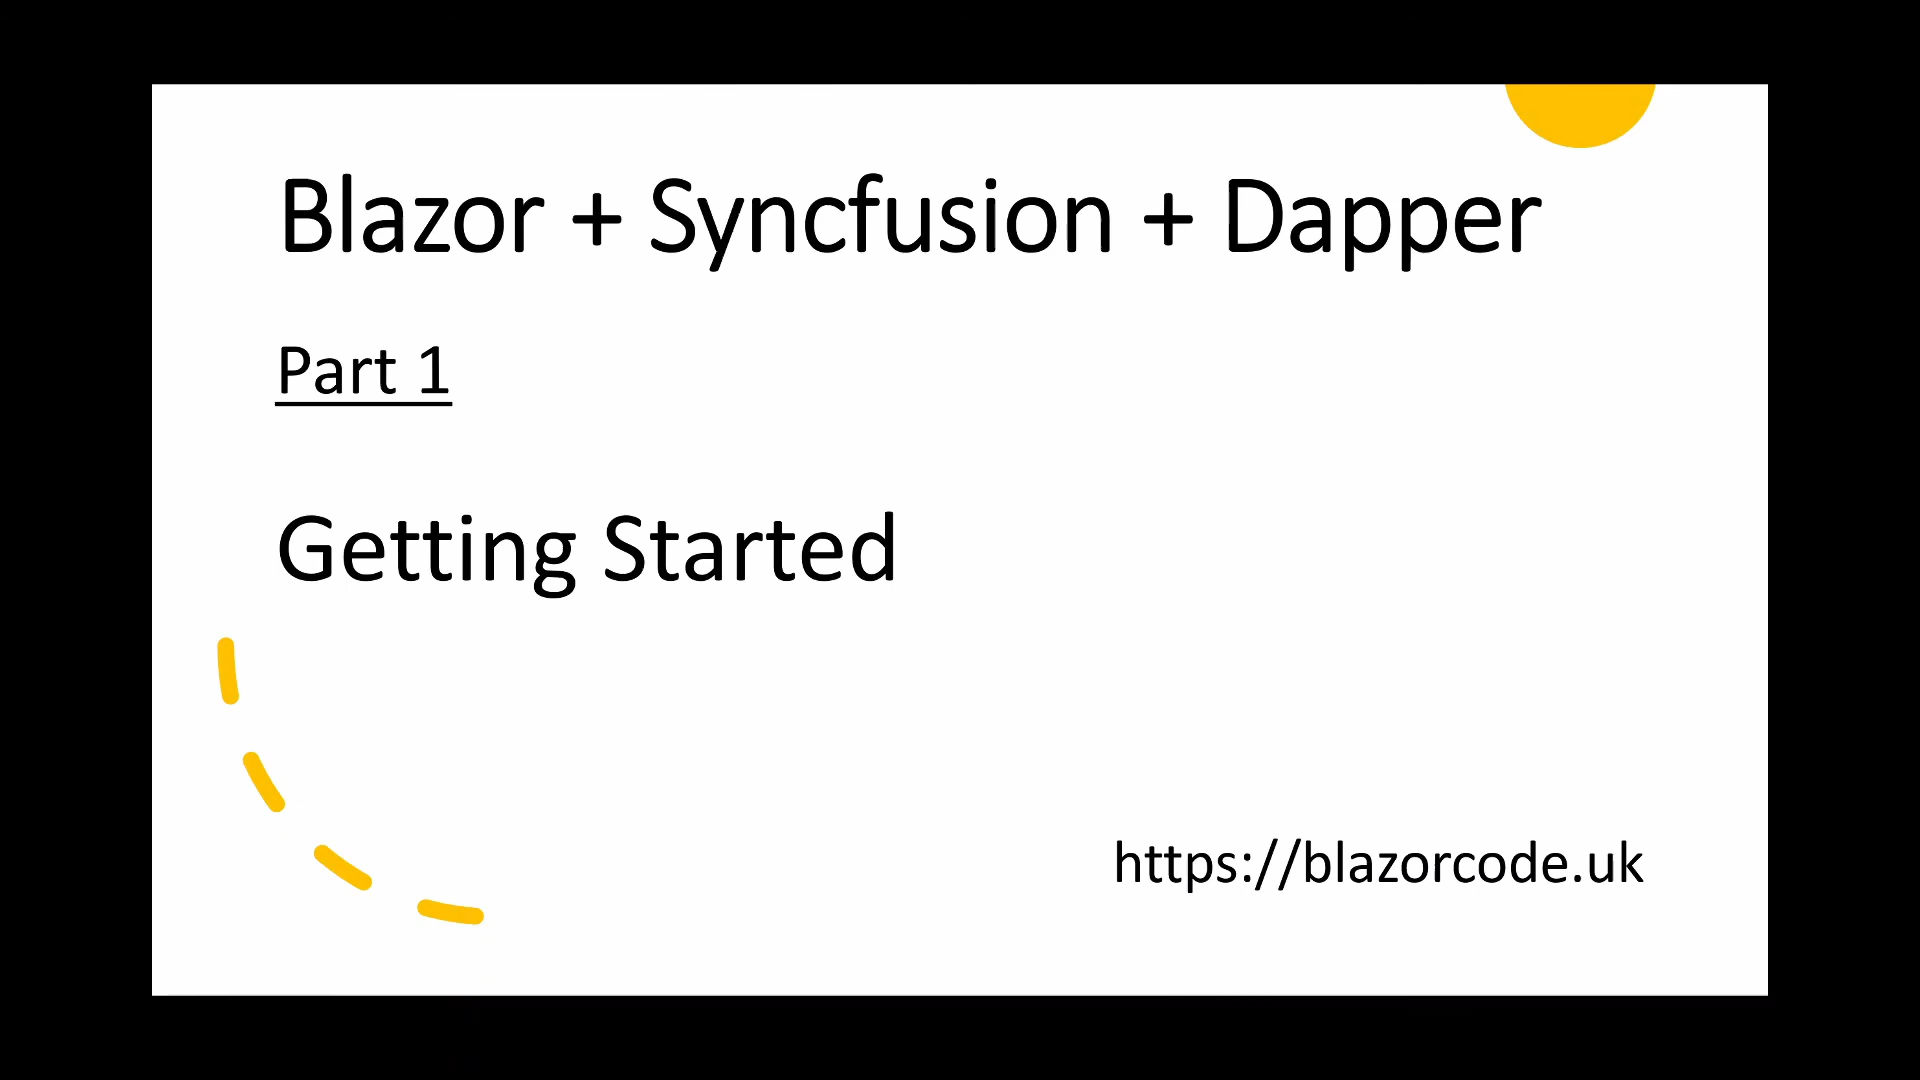 Blazor + Syncfusion + Dapper
Part 1
Getting Started
https://blazorcode.uk